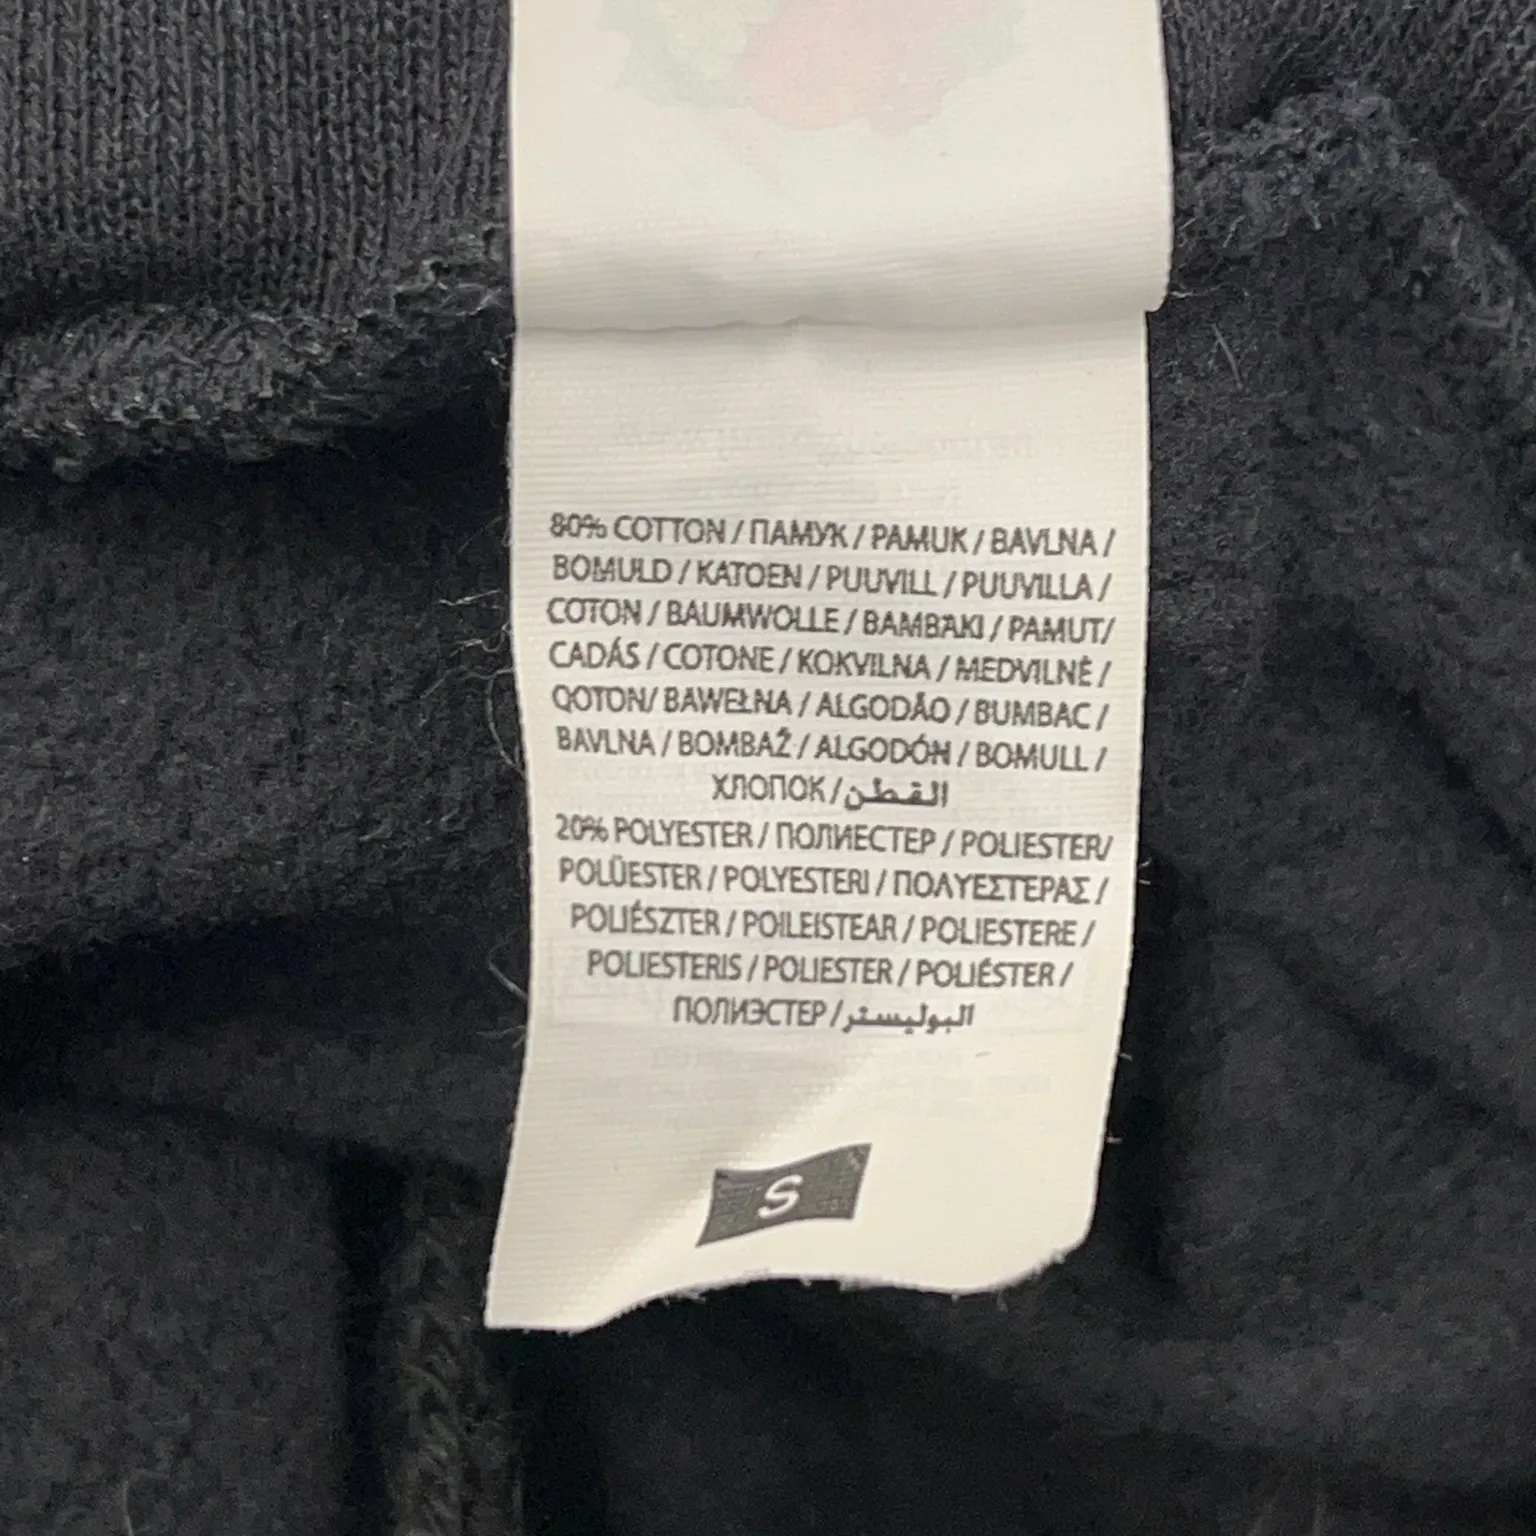 80% COTTON / ПАМУК / PAMUK / BAVLNA /
BOMULD / KATOEN / PUUVILL / PUUVILLA /
COTON / BAUMWOLLE / BAMBAKI / PAMUT/
CADÁS / COTONE / KOKVILNA / MEDVILNĖ /
QOTON/ BAWEŁNA / ALGODÃO / BUMBAC /
BAVLNA / BOMBAŽ / ALGODÓN / BOMULL /
ХЛОПОК / القطن
20% POLYESTER / ПОЛИЕСТЕР / POLIESTER/
POLÜESTER / POLYESTERI / ΠΟΛΥΕΣΤΕΡΑΣ /
POLIÉSZTER / POILEISTEAR / POLIESTERE /
POLIESTERIS / POLIESTER / POLIÉSTER /
ПОЛИЭСТЕР / البوليستر
S